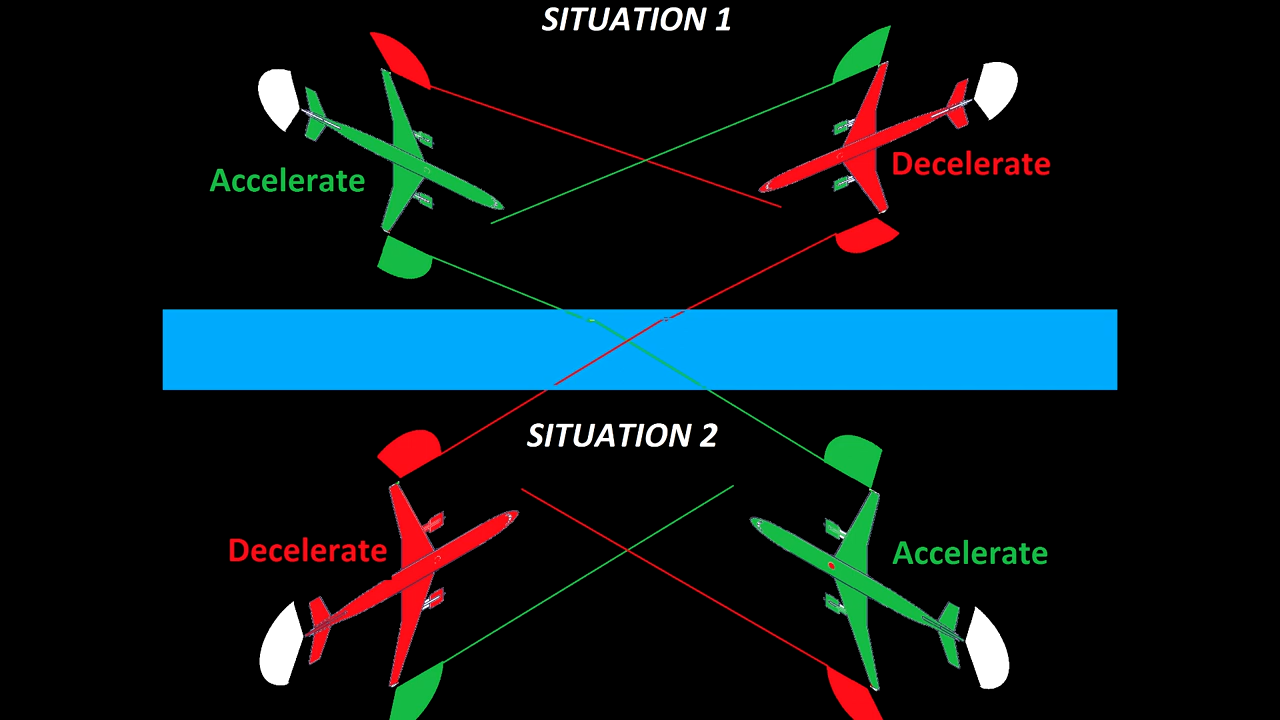 SITUATION 1
Accelerate
Decelerate
SITUATION 2
Decelerate
Accelerate